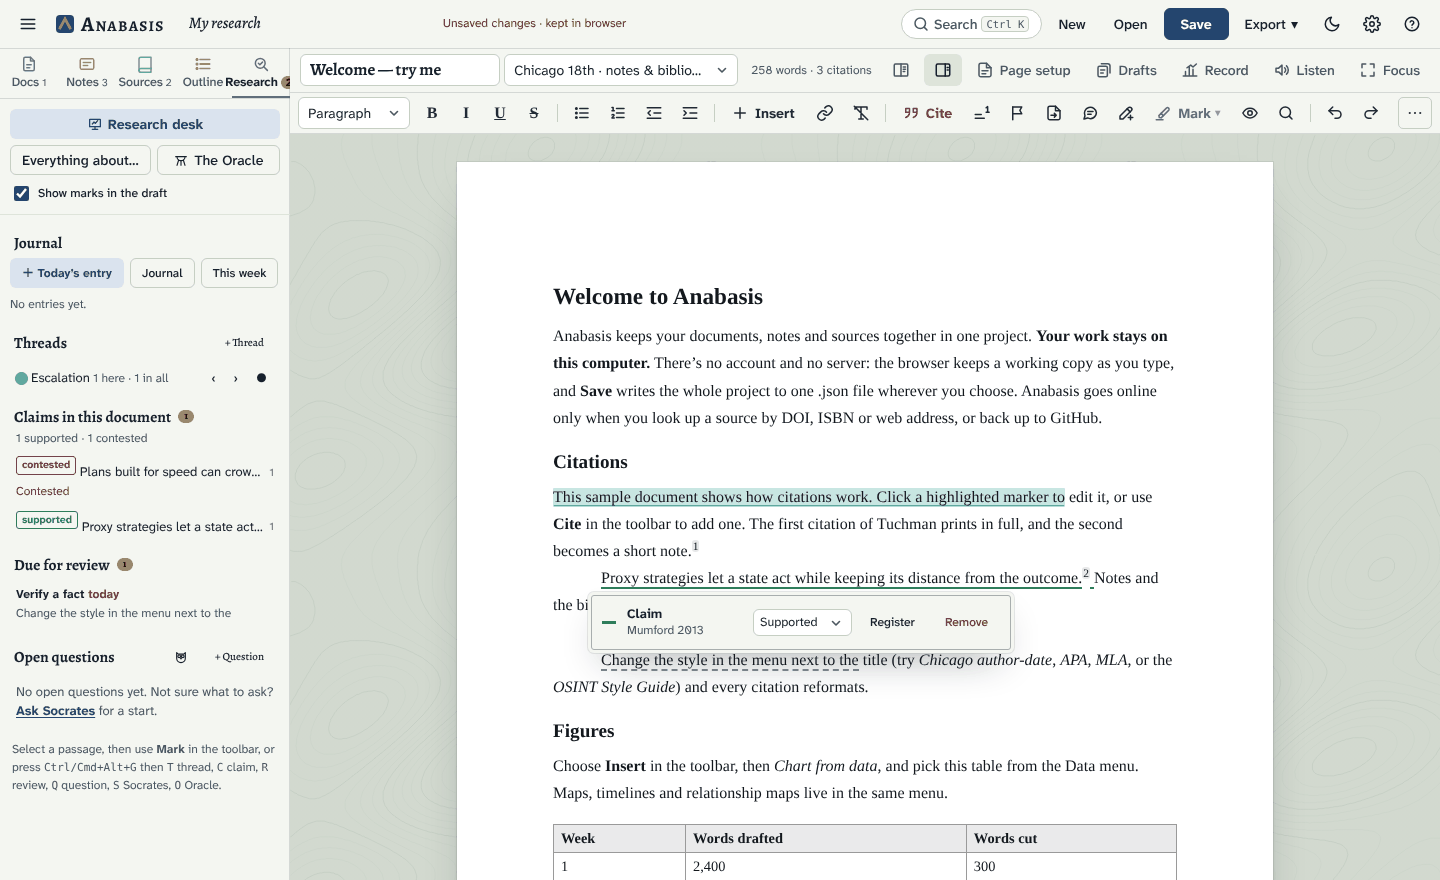 Anabasis
My research
Unsaved changes · kept in browser
Search Ctrl K
New
Open
Save
Export ▾
Docs 1
Notes 3
Sources 2
Outline
Research
Welcome — try me
Chicago 18th · notes & biblio...
258 words · 3 citations
Page setup
Drafts
Record
Listen
Focus
Paragraph
B I U S
Insert
Cite
Mark ▾
Research desk
Everything about...
The Oracle
Show marks in the draft
Journal
+ Today's entry
Journal
This week
No entries yet.
Threads
+ Thread
Escalation 1 here · 1 in all
Claims in this document 1
1 supported · 1 contested
contested Plans built for speed can crow... 1
Contested
supported Proxy strategies let a state act... 1
Due for review 1
Verify a fact today
Change the style in the menu next to the
Open questions
+ Question
No open questions yet. Not sure what to ask?
Ask Socrates for a start.
Select a passage, then use Mark in the toolbar, or
press Ctrl/Cmd+Alt+G then T thread, C claim, R
review, Q question, S Socrates, O Oracle.
Welcome to Anabasis
Anabasis keeps your documents, notes and sources together in one project. Your work stays on
this computer. There’s no account and no server: the browser keeps a working copy as you type,
and Save writes the whole project to one .json file wherever you choose. Anabasis goes online
only when you look up a source by DOI, ISBN or web address, or back up to GitHub.
Citations
This sample document shows how citations work. Click a highlighted marker to edit it, or use
Cite in the toolbar to add one. The first citation of Tuchman prints in full, and the second
becomes a short note.1
Proxy strategies let a state act while keeping its distance from the outcome.2 Notes and
the bi
Claim
Mumford 2013
Supported
Register
Remove
Change the style in the menu next to the title (try Chicago author-date, APA, MLA, or the
OSINT Style Guide) and every citation reformats.
Figures
Choose Insert in the toolbar, then Chart from data, and pick this table from the Data menu.
Maps, timelines and relationship maps live in the same menu.
Week Words drafted Words cut
1 2,400 300